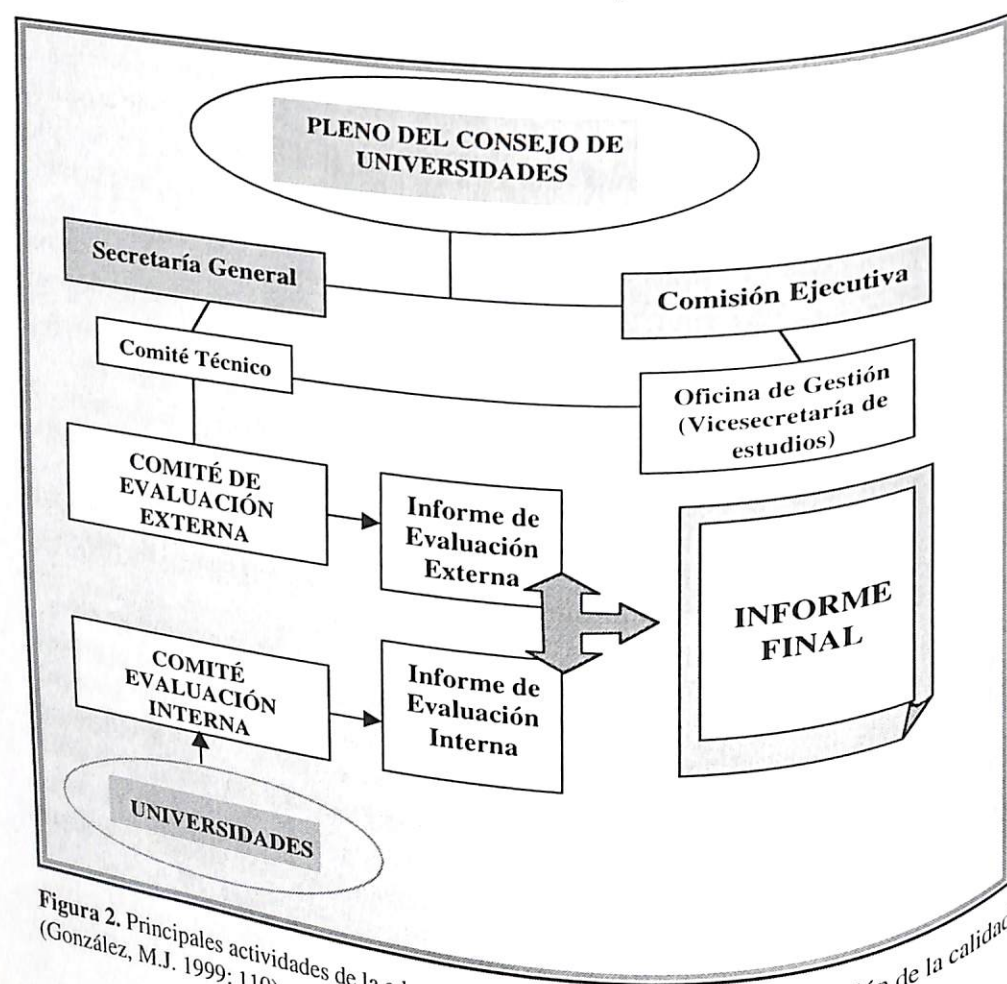 PLENO DEL CONSEJO DE
UNIVERSIDADES
Secretaría General
Comisión Ejecutiva
Comité Técnico
Oficina de Gestión
(Vicesecretaría de
estudios)
COMITÉ DE
EVALUACIÓN
EXTERNA
Informe de
Evaluación
Externa
INFORME
FINAL
COMITÉ
EVALUACIÓN
INTERNA
Informe de
Evaluación
Interna
UNIVERSIDADES
Figura 2. Principales actividades de la de la calidad
(González, M.J. 1999: 110)